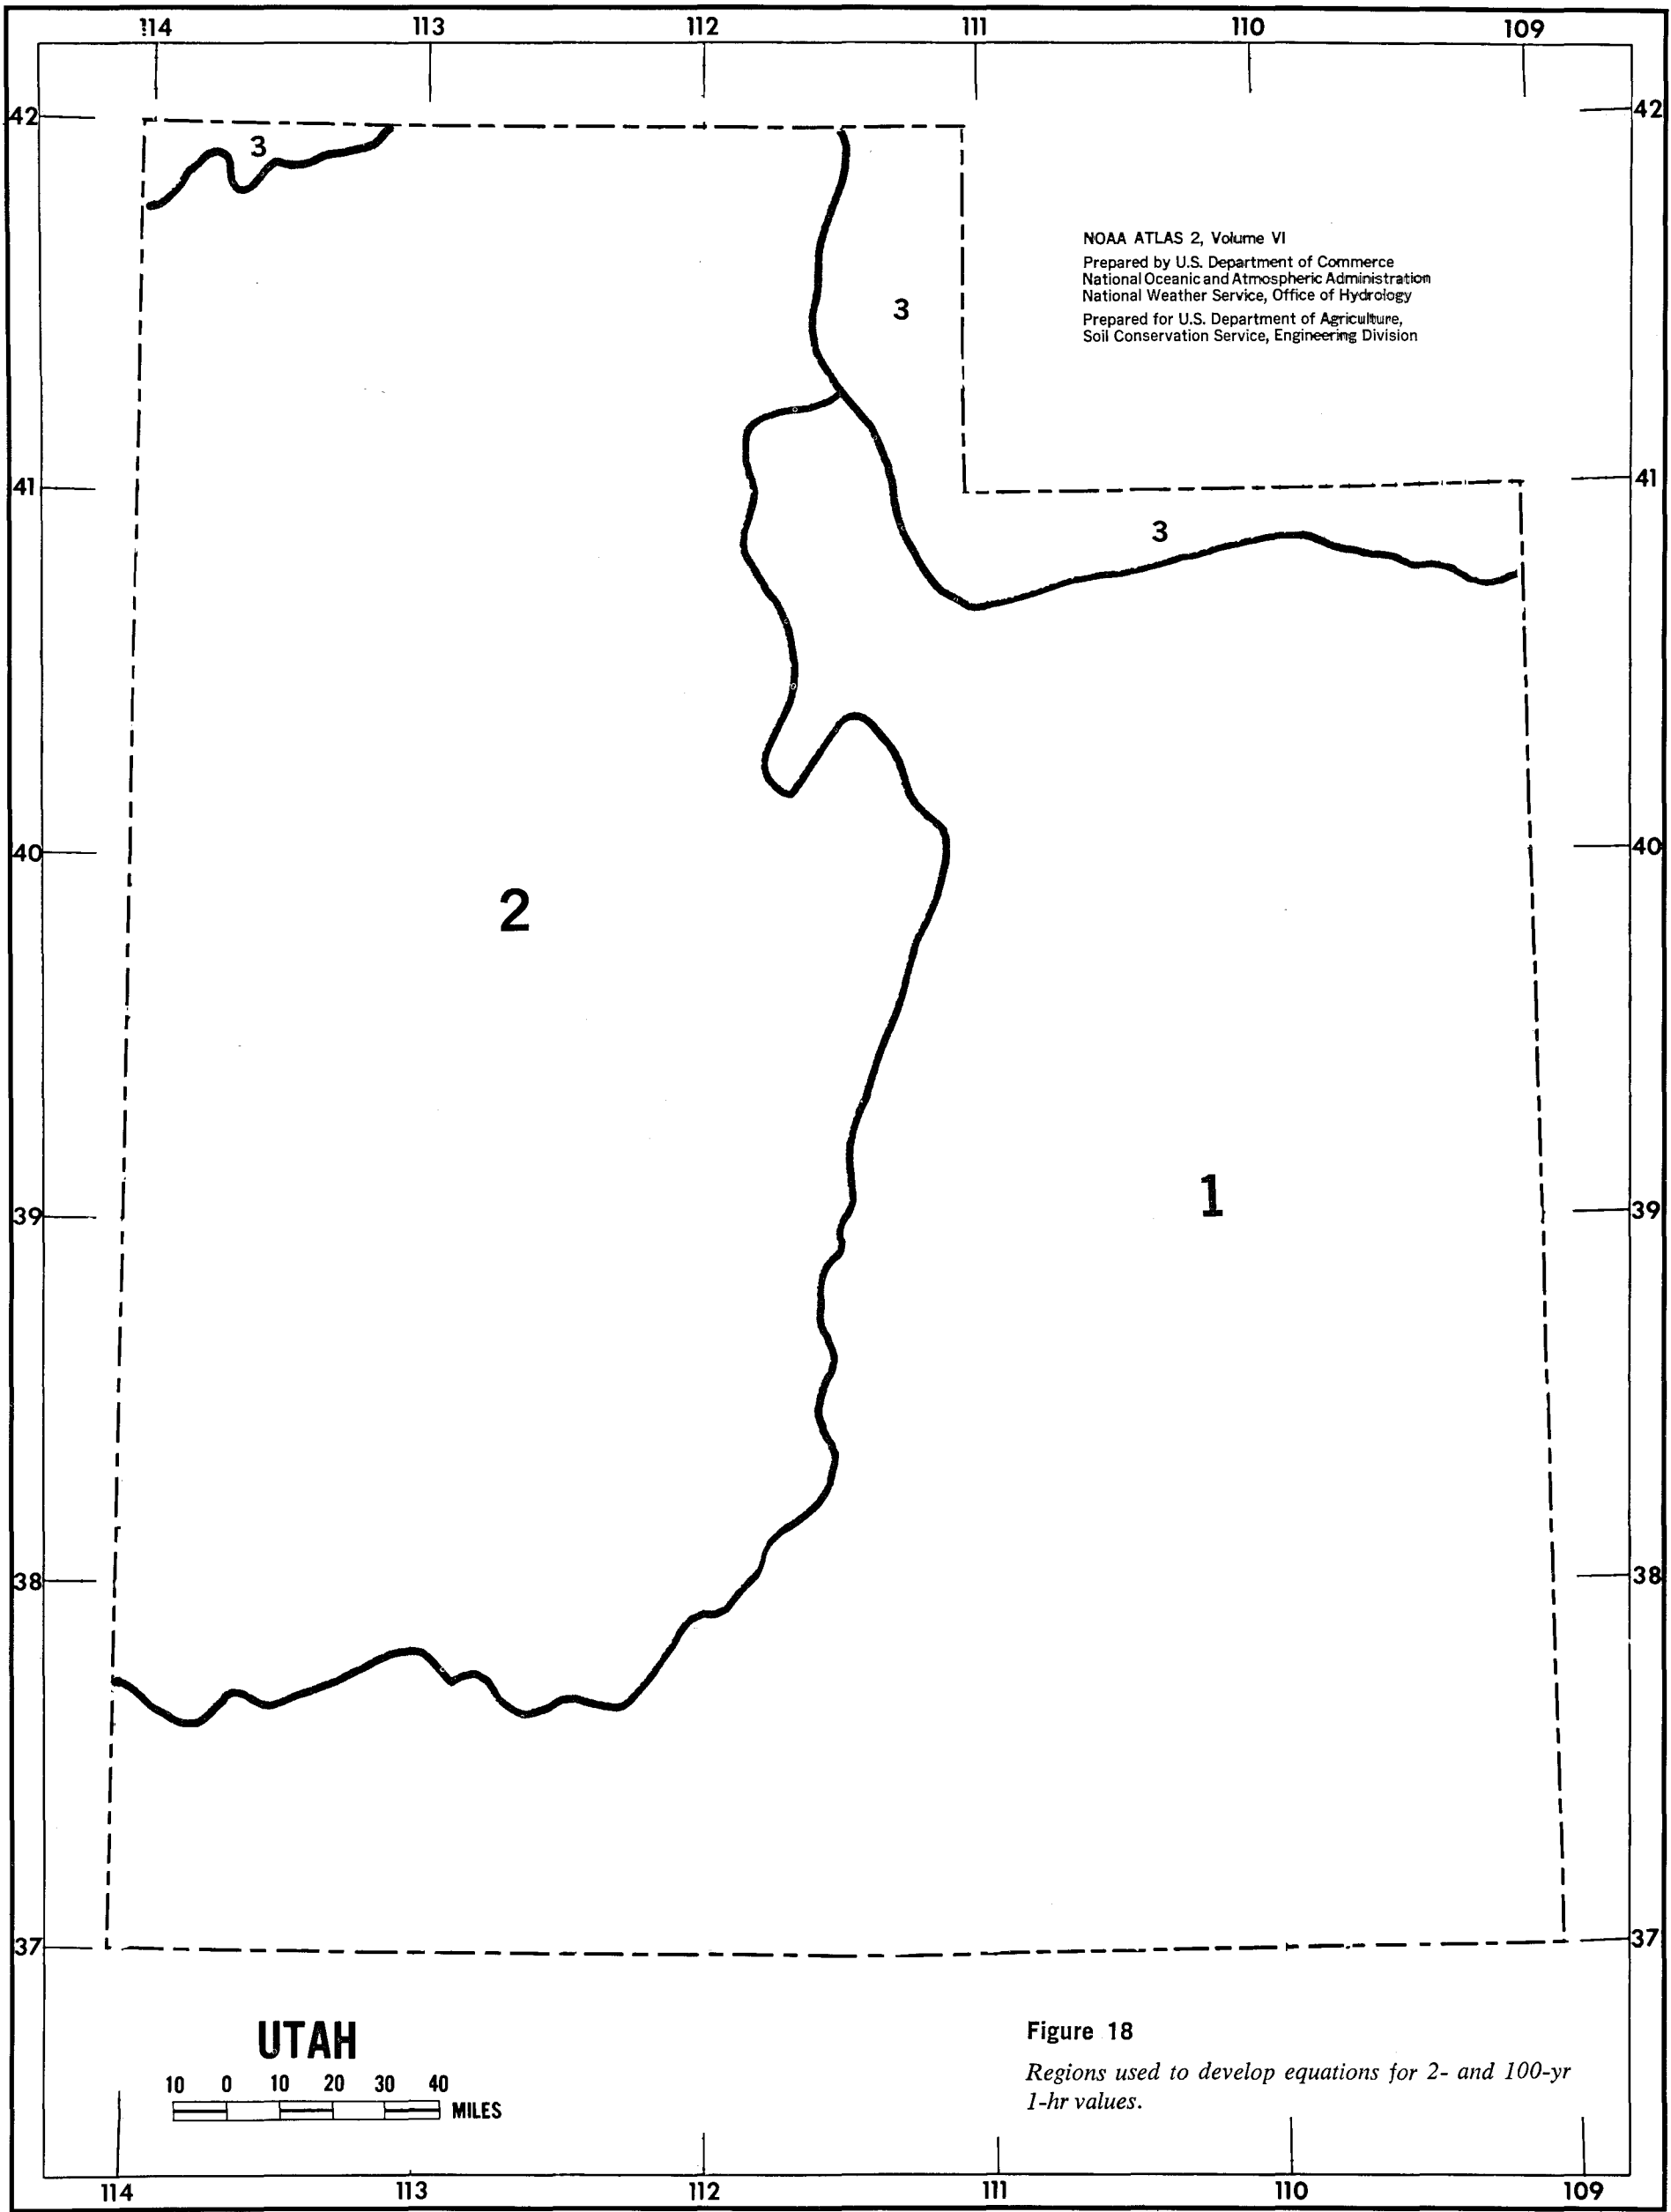 114 113 112 111 110 109
42 42
3
NOAA ATLAS 2, Volume VI
Prepared by U.S. Department of Commerce
National Oceanic and Atmospheric Administration
National Weather Service, Office of Hydrology
Prepared for U.S. Department of Agriculture,
Soil Conservation Service, Engineering Division
3
41 41
3
40 40
2
1
39 39
38 38
37 37
UTAH
10 0 10 20 30 40
MILES
Figure 18
Regions used to develop equations for 2- and 100-yr
1-hr values.
114 113 112 111 110 109